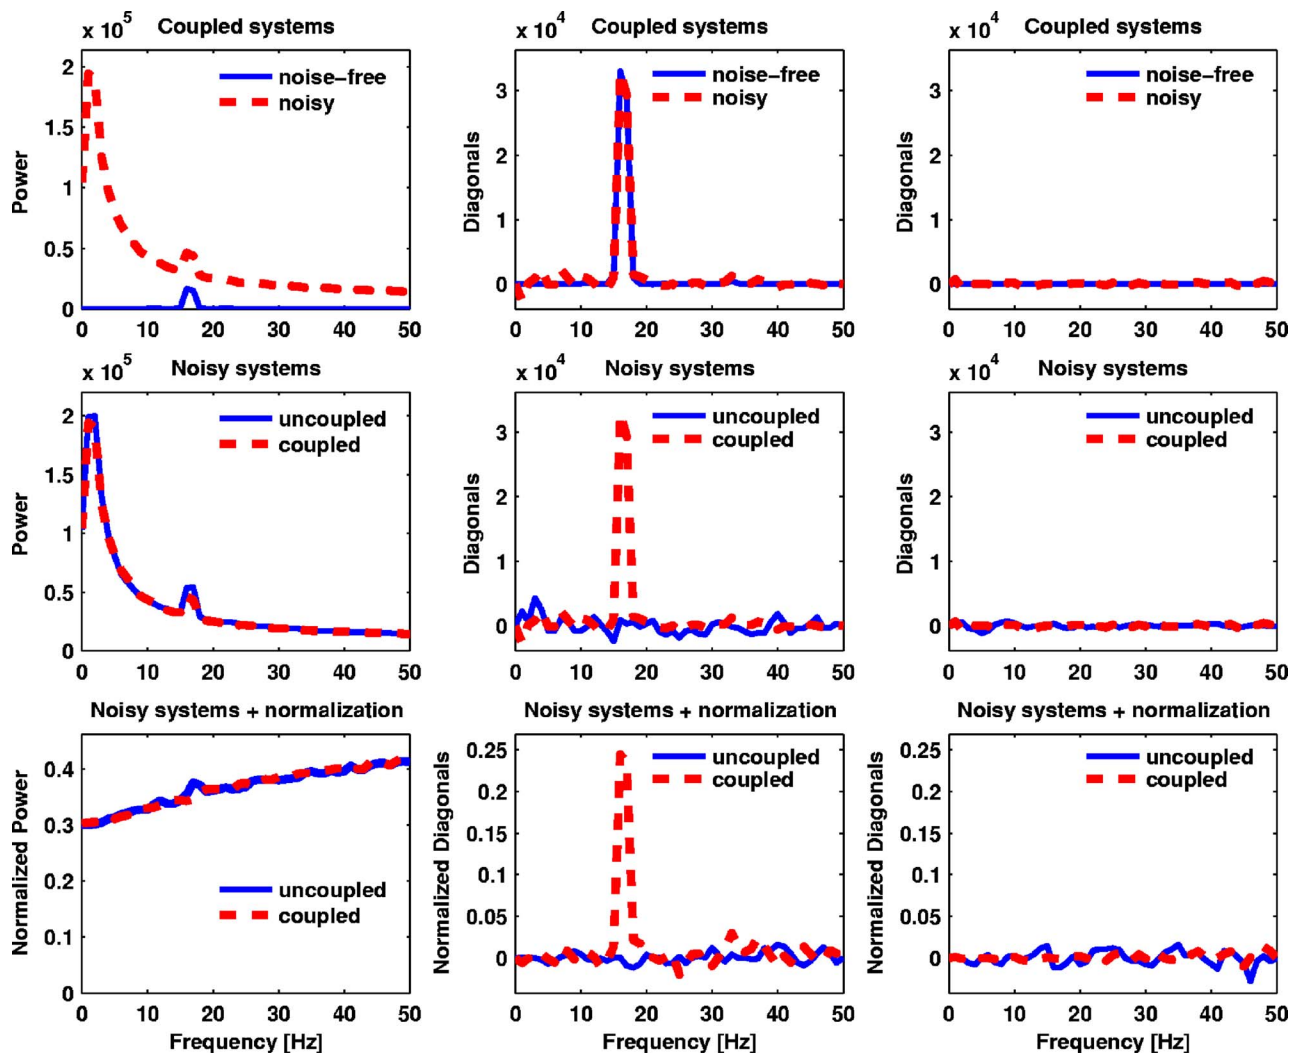 x 10^5 Coupled systems
Power
2
1.5
1
0.5
0
noise-free
noisy
0 10 20 30 40 50
x 10^4 Coupled systems
Diagonals
3
2
1
0
noise-free
noisy
0 10 20 30 40 50
x 10^4 Coupled systems
Diagonals
3
2
1
0
noise-free
noisy
0 10 20 30 40 50
x 10^5 Noisy systems
Power
2
1.5
1
0.5
0
uncoupled
coupled
0 10 20 30 40 50
x 10^4 Noisy systems
Diagonals
3
2
1
0
uncoupled
coupled
0 10 20 30 40 50
x 10^4 Noisy systems
Diagonals
3
2
1
0
uncoupled
coupled
0 10 20 30 40 50
Noisy systems + normalization
Normalized Power
0.4
0.3
0.2
0.1
0
uncoupled
coupled
0 10 20 30 40 50
Frequency [Hz]
Noisy systems + normalization
Normalized Diagonals
0.25
0.2
0.15
0.1
0.05
0
uncoupled
coupled
0 10 20 30 40 50
Frequency [Hz]
Noisy systems + normalization
Normalized Diagonals
0.25
0.2
0.15
0.1
0.05
0
uncoupled
coupled
0 10 20 30 40 50
Frequency [Hz]